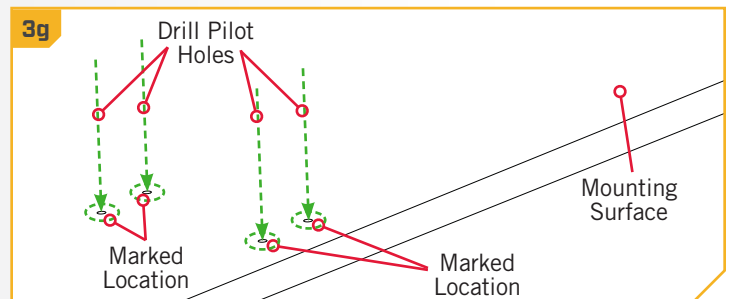 3g
Drill Pilot
Holes
Mounting
Surface
Marked
Location
Marked
Location